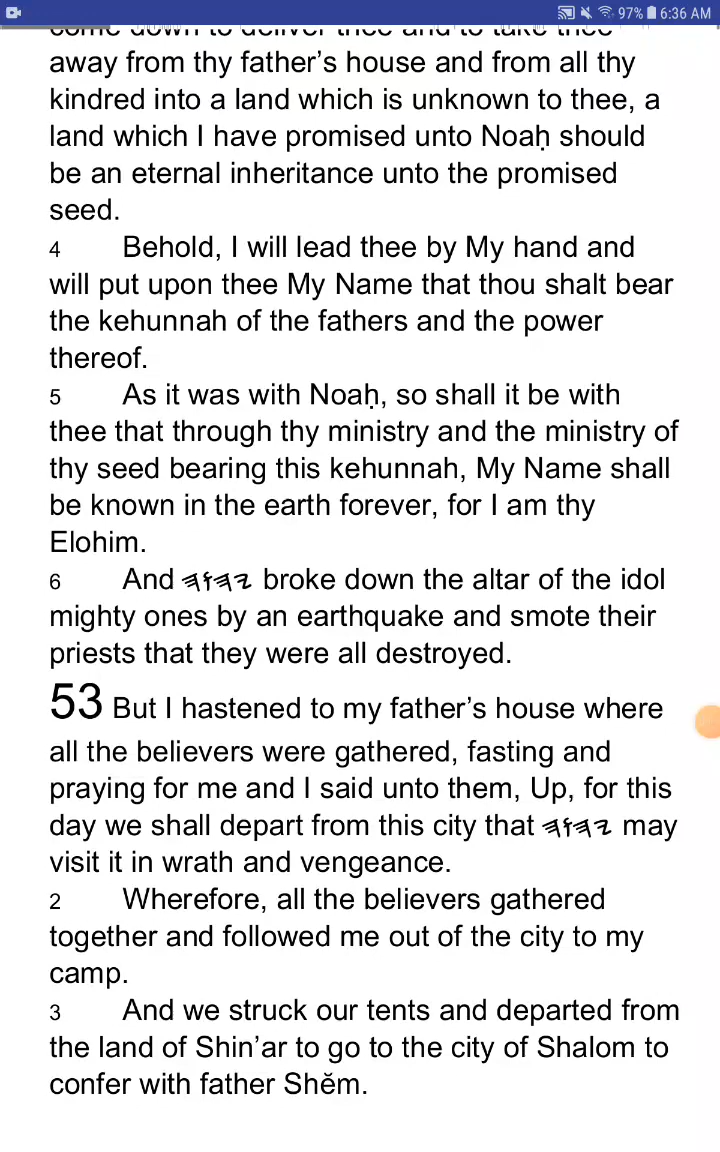 97% 6:36 AM
come down to deliver thee and to take thee
away from thy father’s house and from all thy
kindred into a land which is unknown to thee, a
land which I have promised unto Noaḥ should
be an eternal inheritance unto the promised
seed.
4 Behold, I will lead thee by My hand and
will put upon thee My Name that thou shalt bear
the kehunnah of the fathers and the power
thereof.
5 As it was with Noaḥ, so shall it be with
thee that through thy ministry and the ministry of
thy seed bearing this kehunnah, My Name shall
be known in the earth forever, for I am thy
Elohim.
6 And 𐤉𐤄𐤅𐤄 broke down the altar of the idol
mighty ones by an earthquake and smote their
priests that they were all destroyed.
53 But I hastened to my father’s house where
all the believers were gathered, fasting and
praying for me and I said unto them, Up, for this
day we shall depart from this city that 𐤉𐤄𐤅𐤄 may
visit it in wrath and vengeance.
2 Wherefore, all the believers gathered
together and followed me out of the city to my
camp.
3 And we struck our tents and departed from
the land of Shin’ar to go to the city of Shalom to
confer with father Shĕm.